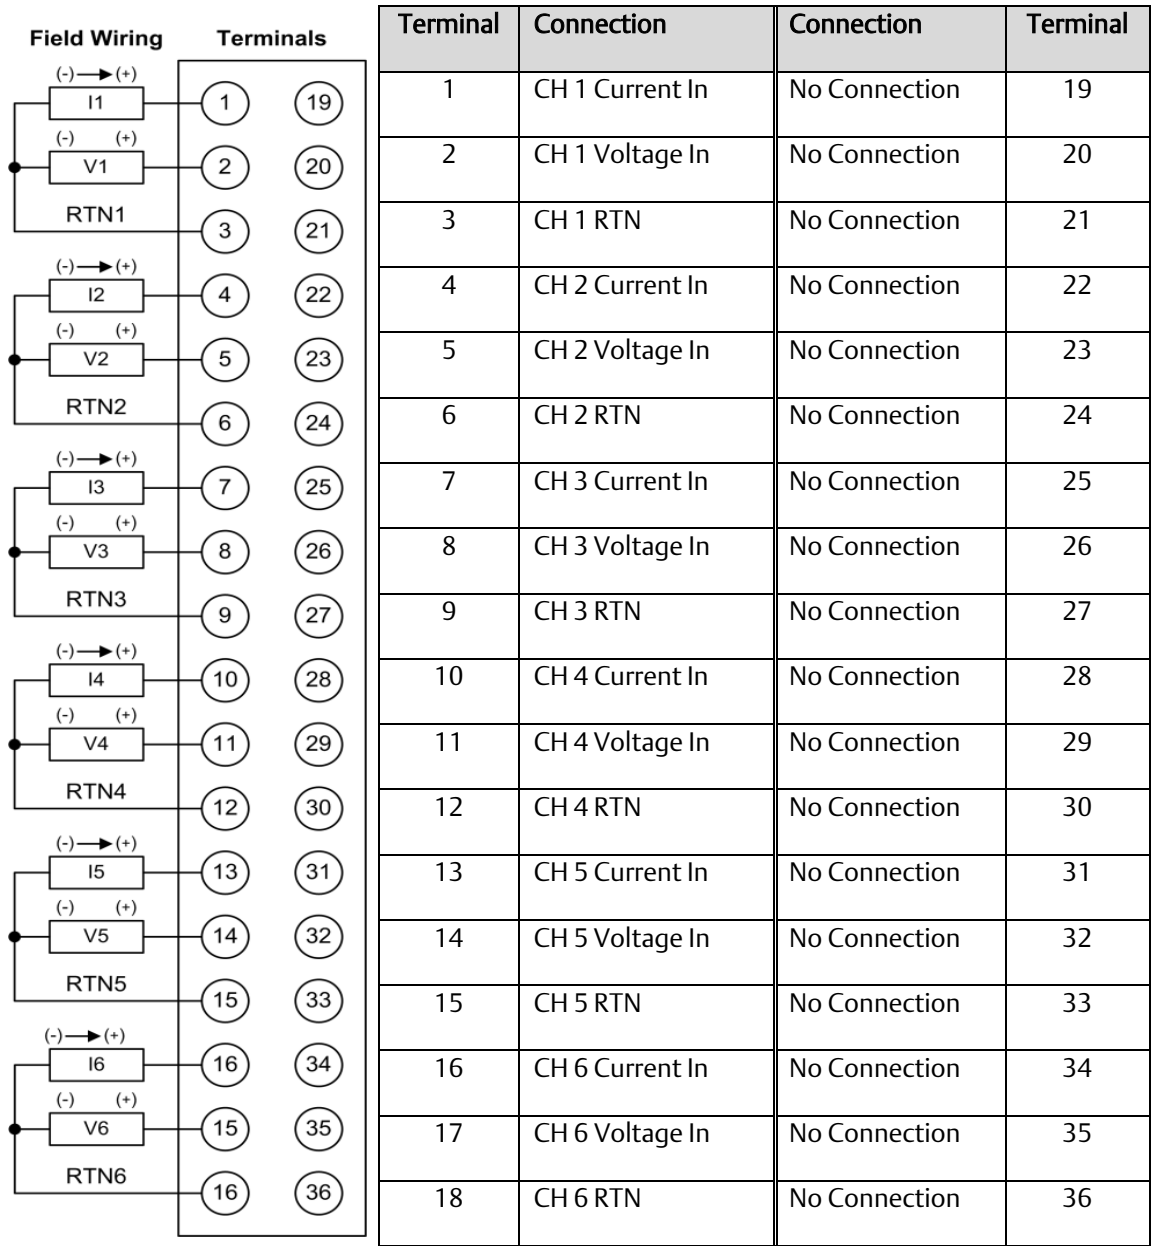 Field Wiring Terminals
(-) (+)
I1 1 19
(-) (+)
V1 2 20
RTN1
3 21
(-) (+)
I2 4 22
(-) (+)
V2 5 23
RTN2
6 24
(-) (+)
I3 7 25
(-) (+)
V3 8 26
RTN3
9 27
(-) (+)
I4 10 28
(-) (+)
V4 11 29
RTN4
12 30
(-) (+)
I5 13 31
(-) (+)
V5 14 32
RTN5
15 33
(-) (+)
I6 16 34
(-) (+)
V6 15 35
RTN6
16 36
Terminal Connection Connection Terminal
1 CH 1 Current In No Connection 19
2 CH 1 Voltage In No Connection 20
3 CH 1 RTN No Connection 21
4 CH 2 Current In No Connection 22
5 CH 2 Voltage In No Connection 23
6 CH 2 RTN No Connection 24
7 CH 3 Current In No Connection 25
8 CH 3 Voltage In No Connection 26
9 CH 3 RTN No Connection 27
10 CH 4 Current In No Connection 28
11 CH 4 Voltage In No Connection 29
12 CH 4 RTN No Connection 30
13 CH 5 Current In No Connection 31
14 CH 5 Voltage In No Connection 32
15 CH 5 RTN No Connection 33
16 CH 6 Current In No Connection 34
17 CH 6 Voltage In No Connection 35
18 CH 6 RTN No Connection 36